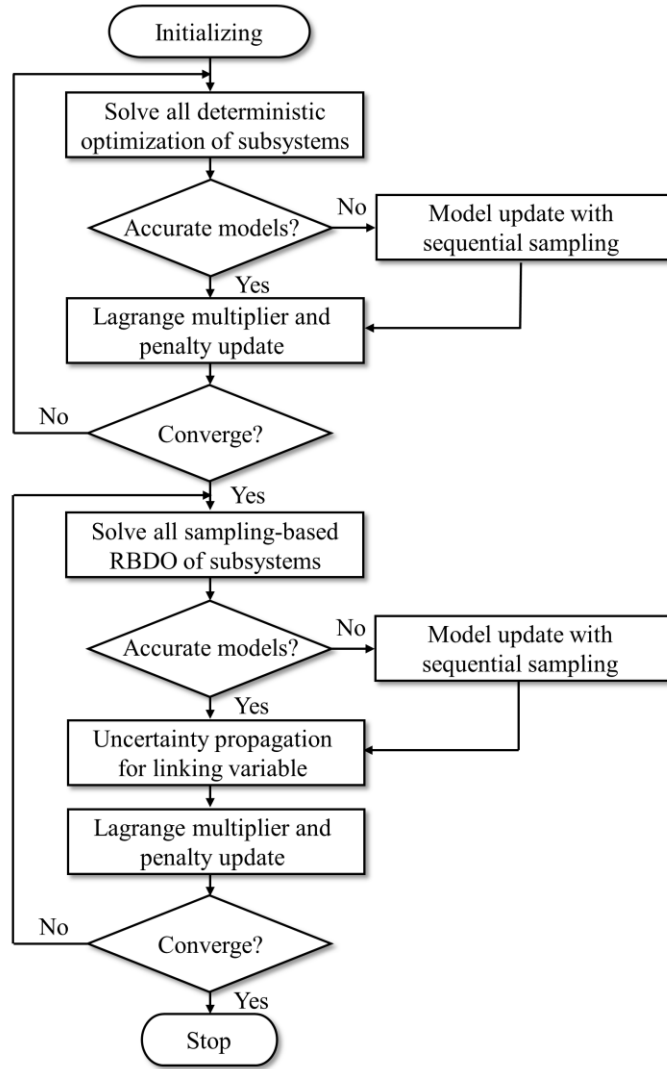 Initializing
Solve all deterministic
optimization of subsystems
Accurate models?
No
Model update with
sequential sampling
Yes
Lagrange multiplier and
penalty update
No
Converge?
Yes
Solve all sampling-based
RBDO of subsystems
Accurate models?
No
Model update with
sequential sampling
Yes
Uncertainty propagation
for linking variable
Lagrange multiplier and
penalty update
No
Converge?
Yes
Stop